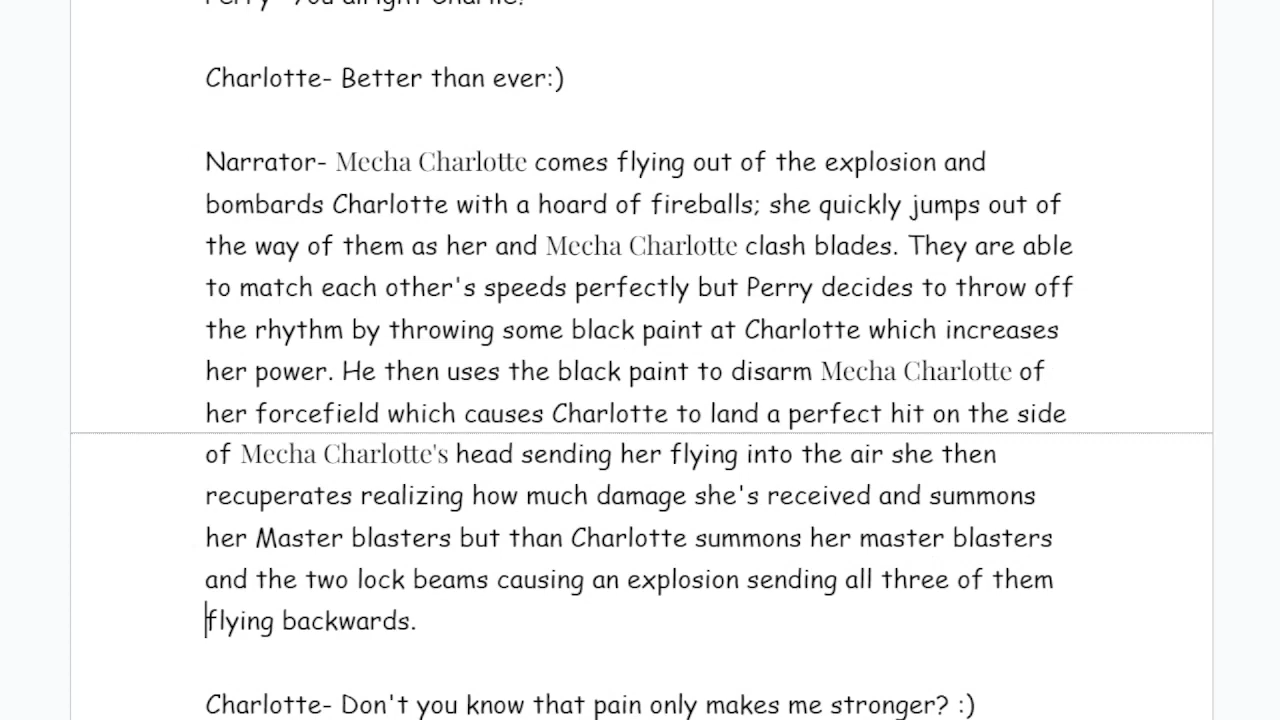 Perry- You alright Charlie?
Charlotte- Better than ever:)
Narrator- Mecha Charlotte comes flying out of the explosion and
bombards Charlotte with a hoard of fireballs; she quickly jumps out of
the way of them as her and Mecha Charlotte clash blades. They are able
to match each other's speeds perfectly but Perry decides to throw off
the rhythm by throwing some black paint at Charlotte which increases
her power. He then uses the black paint to disarm Mecha Charlotte of
her forcefield which causes Charlotte to land a perfect hit on the side
of Mecha Charlotte's head sending her flying into the air she then
recuperates realizing how much damage she's received and summons
her Master blasters but than Charlotte summons her master blasters
and the two lock beams causing an explosion sending all three of them
flying backwards.
Charlotte- Don't you know that pain only makes me stronger? :)